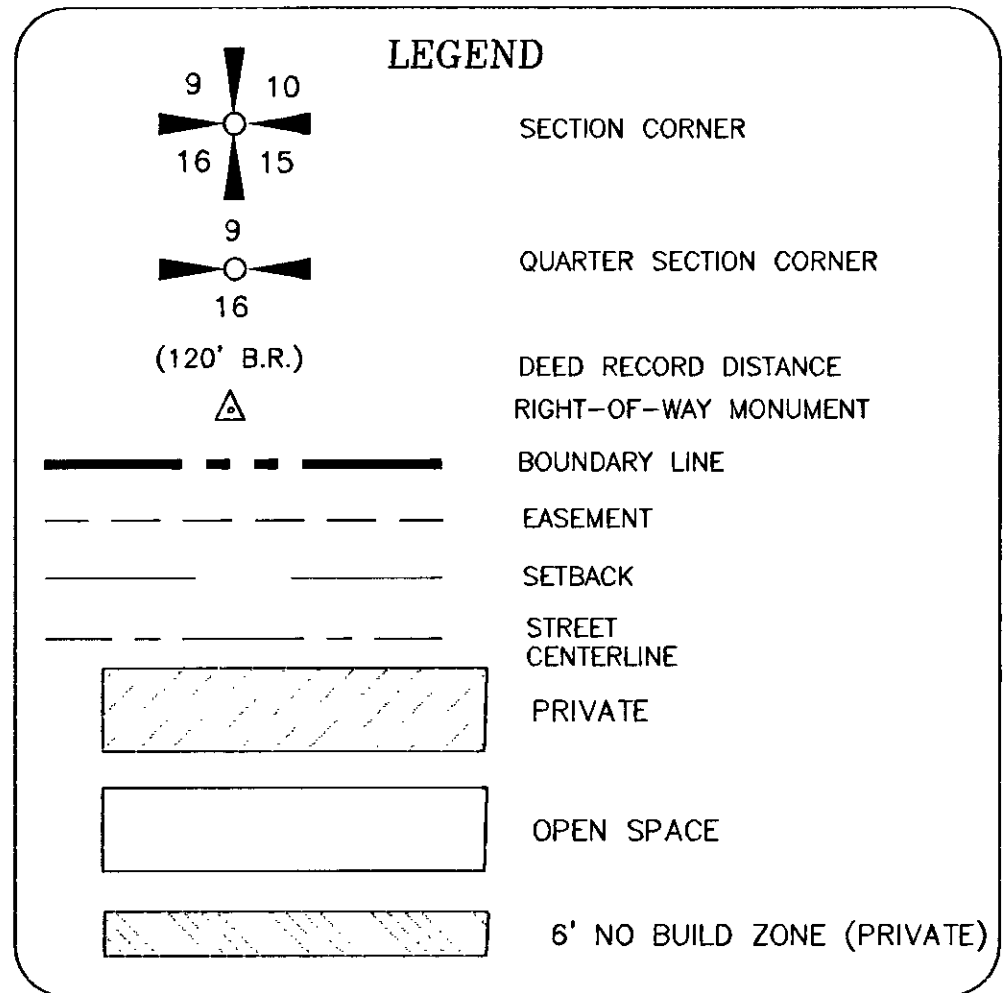 LEGEND
9 10
16 15
SECTION CORNER
9
16
QUARTER SECTION CORNER
(120' B.R.)
DEED RECORD DISTANCE
RIGHT-OF-WAY MONUMENT
BOUNDARY LINE
EASEMENT
SETBACK
STREET
CENTERLINE
PRIVATE
OPEN SPACE
6' NO BUILD ZONE (PRIVATE)